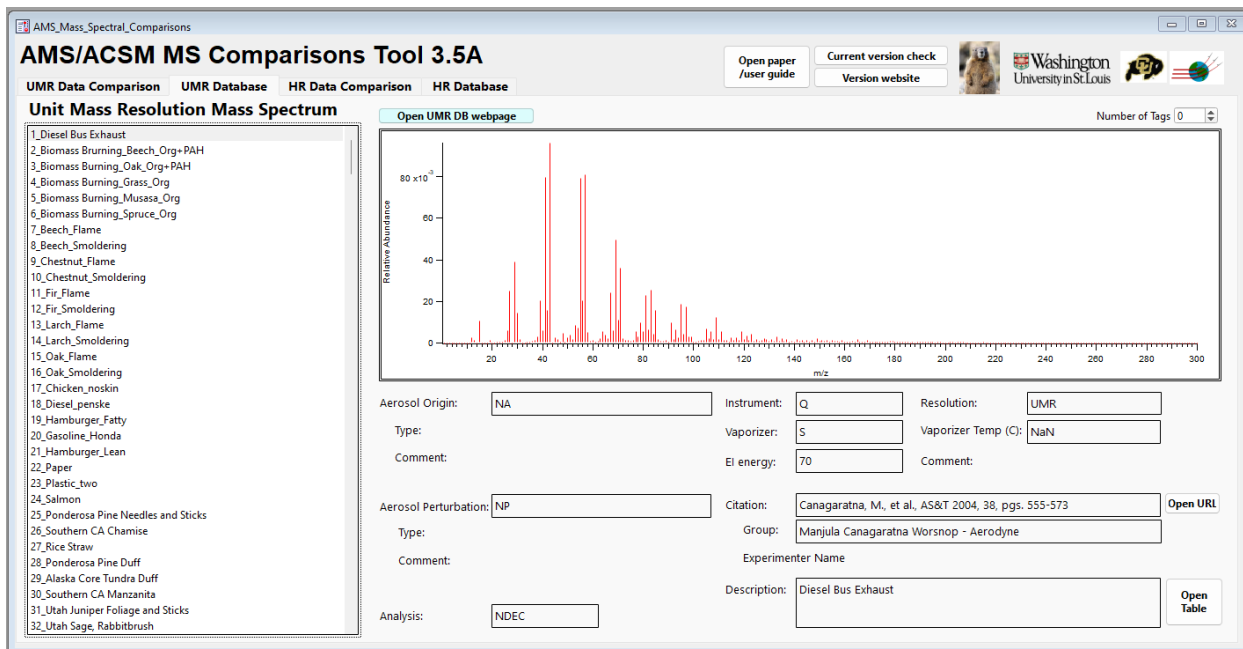 AMS_Mass_Spectral_Comparisons
AMS/ACSM MS Comparisons Tool 3.5A
Open paper
/user guide
Current version check
Version website
Washington
University in St.Louis
CU
UMR Data Comparison
UMR Database
HR Data Comparison
HR Database
Unit Mass Resolution Mass Spectrum
1_Diesel Bus Exhaust
2_Biomass Brurning_Beech_Org+PAH
3_Biomass Burning_Oak_Org+PAH
4_Biomass Burning_Grass_Org
5_Biomass Burning_Musasa_Org
6_Biomass Burning_Spruce_Org
7_Beech_Flame
8_Beech_Smoldering
9_Chestnut_Flame
10_Chestnut_Smoldering
11_Fir_Flame
12_Fir_Smoldering
13_Larch_Flame
14_Larch_Smoldering
15_Oak_Flame
16_Oak_Smoldering
17_Chicken_noskin
18_Diesel_penske
19_Hamburger_Fatty
20_Gasoline_Honda
21_Hamburger_Lean
22_Paper
23_Plastic_two
24_Salmon
25_Ponderosa Pine Needles and Sticks
26_Southern CA Chamise
27_Rice Straw
28_Ponderosa Pine Duff
29_Alaska Core Tundra Duff
30_Southern CA Manzanita
31_Utah Juniper Foliage and Sticks
32_Utah Sage, Rabbitbrush
Open UMR DB webpage
Number of Tags 0
Relative Abundance
80 x10⁻³
60
40
20
0
20 40 60 80 100 120 140 160 180 200 220 240 260 280 300
m/z
Aerosol Origin: NA
Type:
Comment:
Aerosol Perturbation: NP
Type:
Comment:
Analysis: NDEC
Instrument: Q
Resolution: UMR
Vaporizer: S
Vaporizer Temp (C): NaN
EI energy: 70
Comment:
Citation: Canagaratna, M., et al., AS&T 2004, 38, pgs. 555-573
Open URL
Group: Manjula Canagaratna Worsnop - Aerodyne
Experimenter Name
Description: Diesel Bus Exhaust
Open
Table